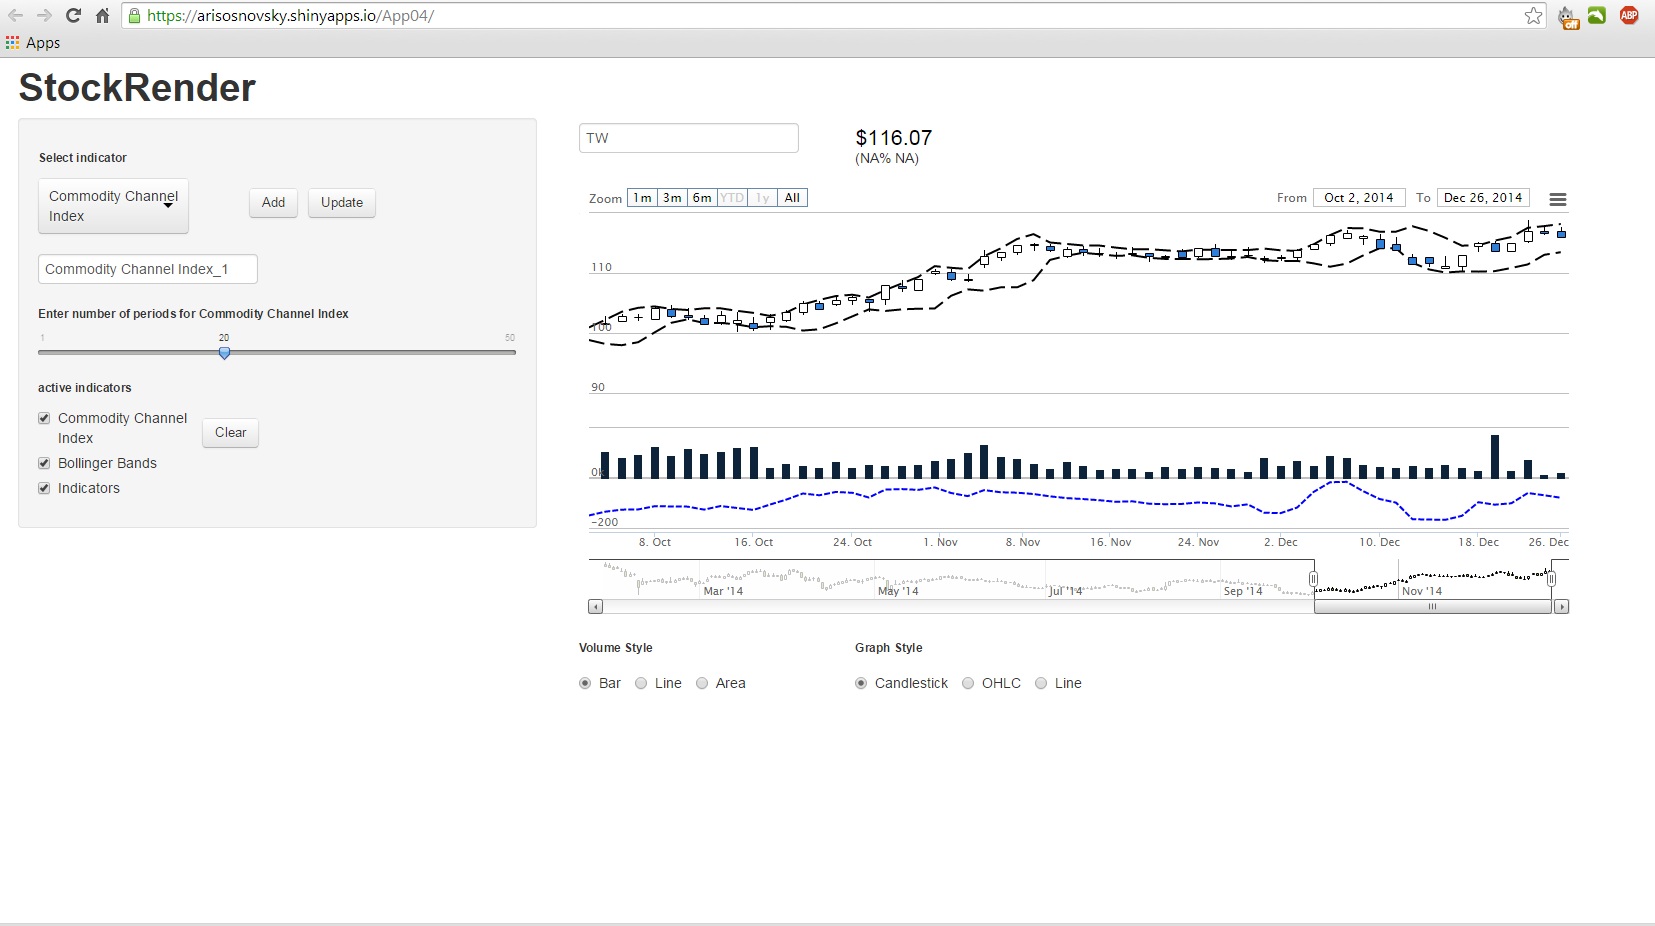 https://arisosnovsky.shinyapps.io/App04/
off
ABP
Apps
StockRender
Select indicator
Commodity Channel
Index
Add
Update
Commodity Channel Index_1
Enter number of periods for Commodity Channel Index
1
20
50
active indicators
Commodity Channel
Index
Clear
Bollinger Bands
Indicators
TW
$116.07
(NA% NA)
Zoom 1m 3m 6m YTD 1y All
From Oct 2, 2014 To Dec 26, 2014
110
100
90
0k
-200
8. Oct 16. Oct 24. Oct 1. Nov 8. Nov 16. Nov 24. Nov 2. Dec 10. Dec 18. Dec 26. Dec
Mar '14 May '14 Jul '14 Sep '14 Nov '14
Volume Style
Bar Line Area
Graph Style
Candlestick OHLC Line